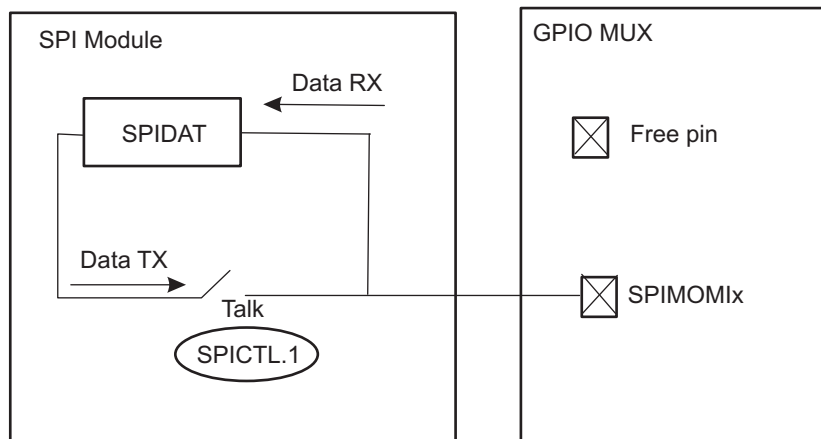 SPI Module
GPIO MUX
Data RX
SPIDAT
Free pin
Data TX
SPIMOMIx
Talk
SPICTL.1